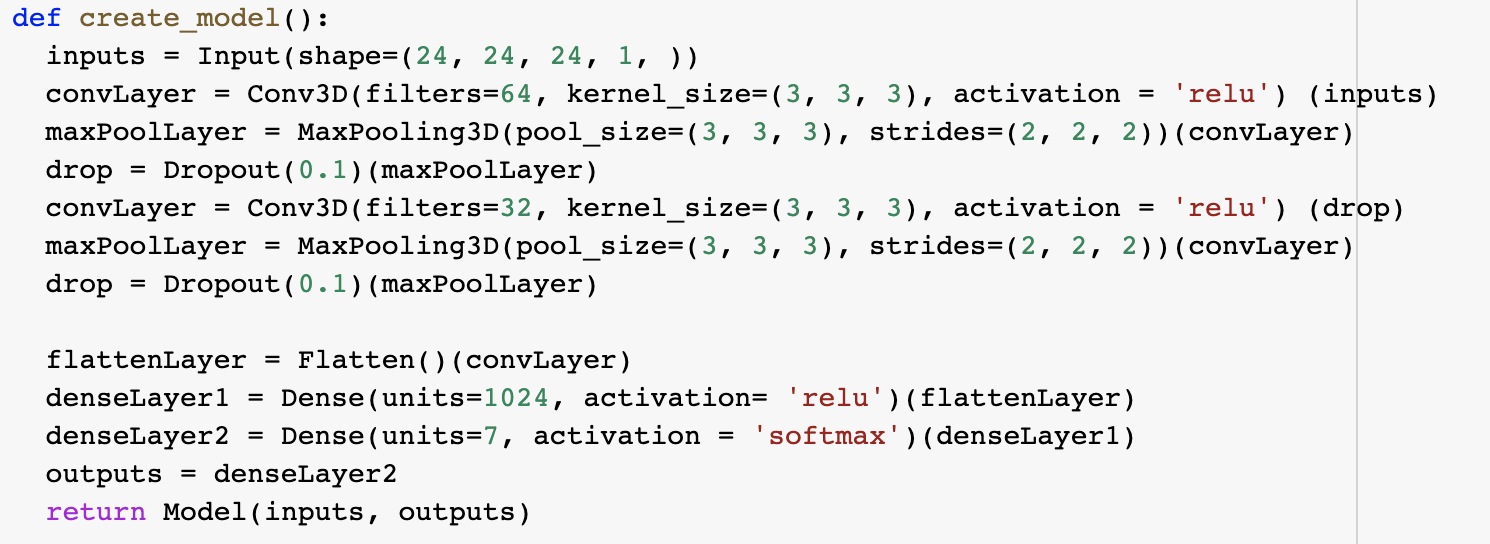 def create_model():
  inputs = Input(shape=(24, 24, 24, 1, ))
  convLayer = Conv3D(filters=64, kernel_size=(3, 3, 3), activation = 'relu') (inputs)
  maxPoolLayer = MaxPooling3D(pool_size=(3, 3, 3), strides=(2, 2, 2))(convLayer)
  drop = Dropout(0.1)(maxPoolLayer)
  convLayer = Conv3D(filters=32, kernel_size=(3, 3, 3), activation = 'relu') (drop)
  maxPoolLayer = MaxPooling3D(pool_size=(3, 3, 3), strides=(2, 2, 2))(convLayer)
  drop = Dropout(0.1)(maxPoolLayer)

  flattenLayer = Flatten()(convLayer)
  denseLayer1 = Dense(units=1024, activation= 'relu')(flattenLayer)
  denseLayer2 = Dense(units=7, activation = 'softmax')(denseLayer1)
  outputs = denseLayer2
  return Model(inputs, outputs)